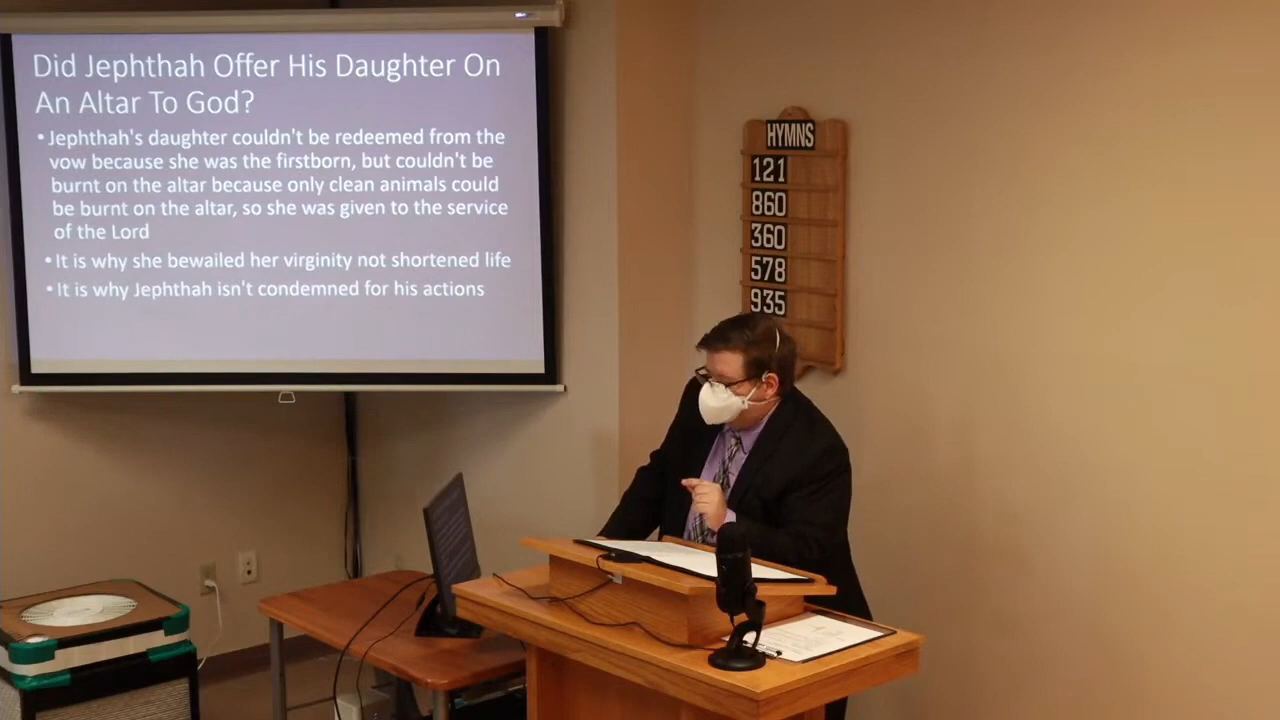 Did Jephthah Offer His Daughter On
An Altar To God?
• Jephthah's daughter couldn't be redeemed from the
vow because she was the firstborn, but couldn't be
burnt on the altar because only clean animals could
be burnt on the altar, so she was given to the service
of the Lord
• It is why she bewailed her virginity not shortened life
• It is why Jephthah isn't condemned for his actions
HYMNS
121
860
360
578
935